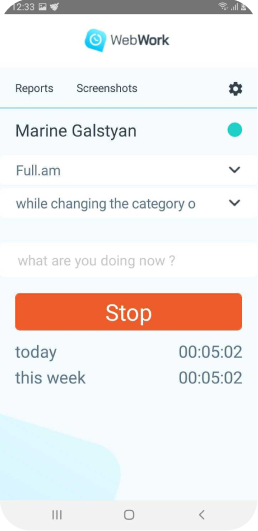 12:33
WebWork
Reports Screenshots
Marine Galstyan
Full.am
while changing the category o
what are you doing now ?
Stop
today 00:05:02
this week 00:05:02